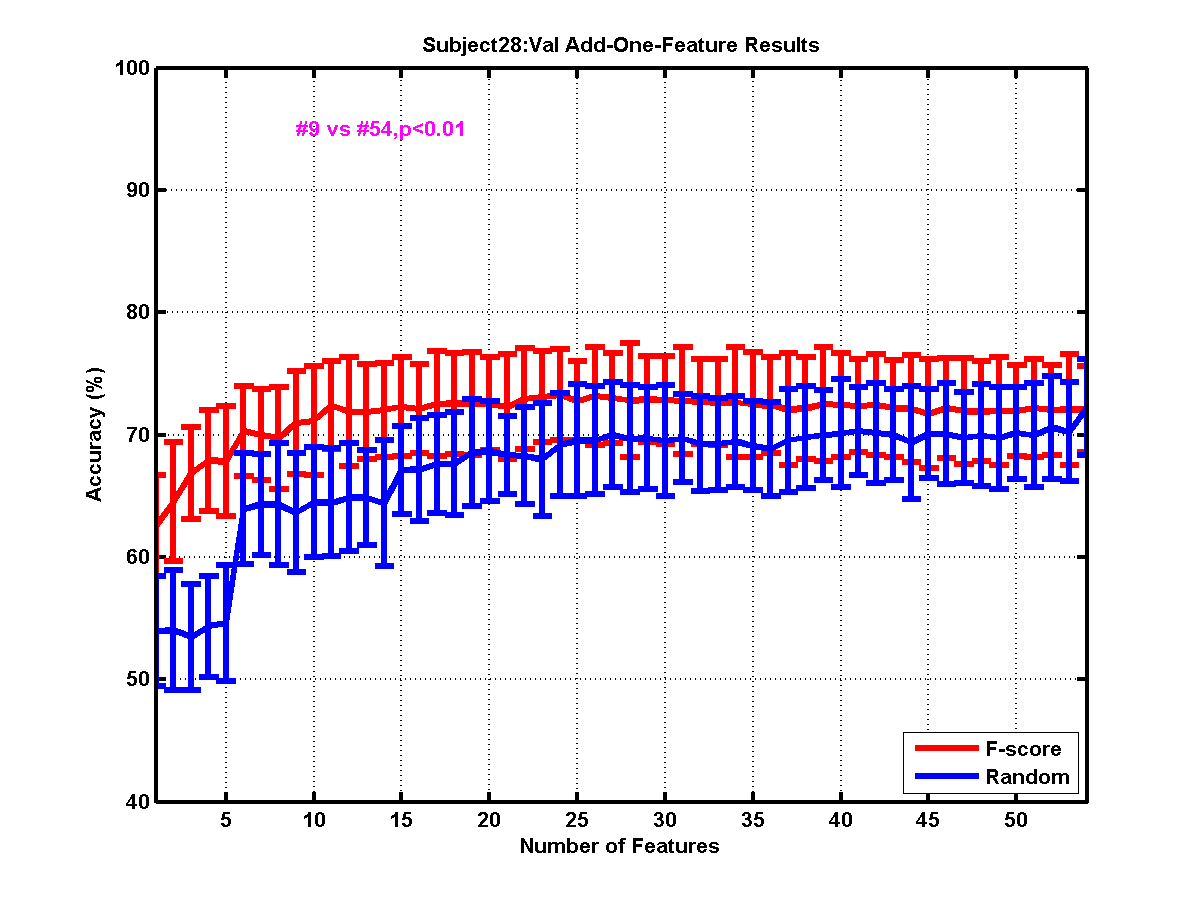 Subject28:Val Add-One-Feature Results
100
90
80
70
60
50
40
#9 vs #54,p<0.01
Accuracy (%)
F-score
Random
5 10 15 20 25 30 35 40 45 50
Number of Features